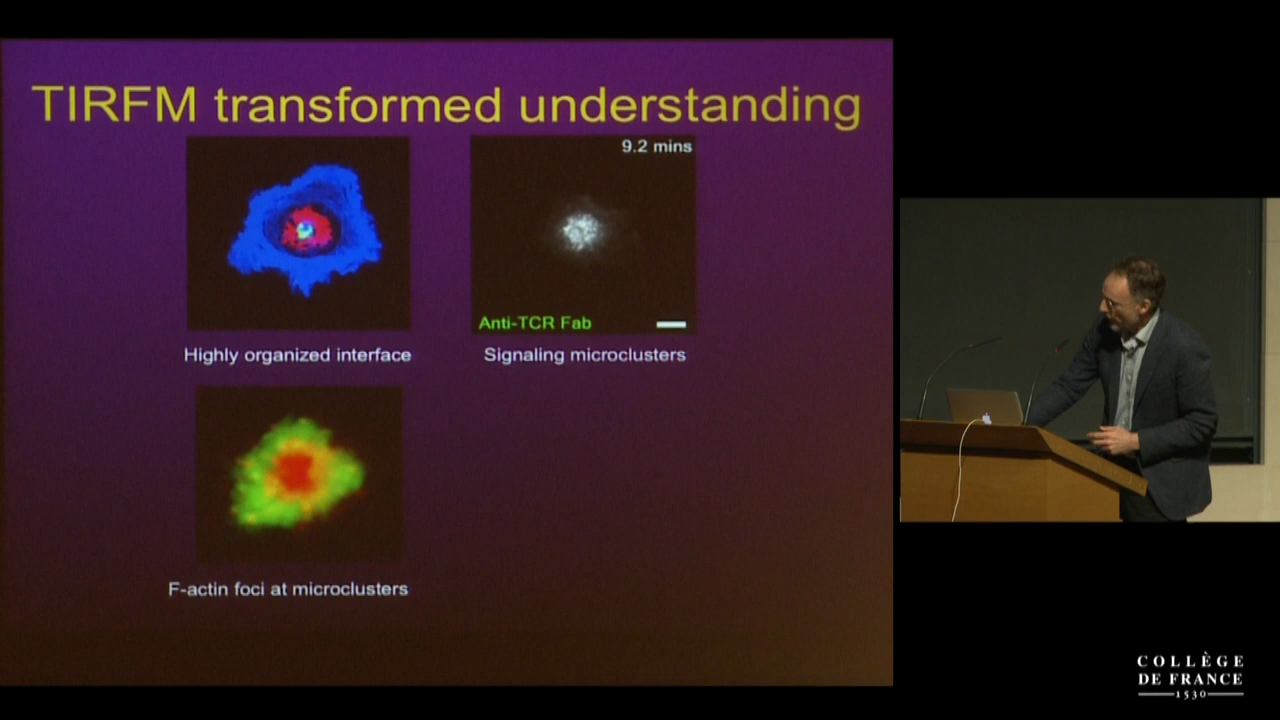 TIRFM transformed understanding
9.2 mins
Anti-TCR Fab
Highly organized interface
Signaling microclusters
F-actin foci at microclusters
COLLÈGE
DE FRANCE
1530